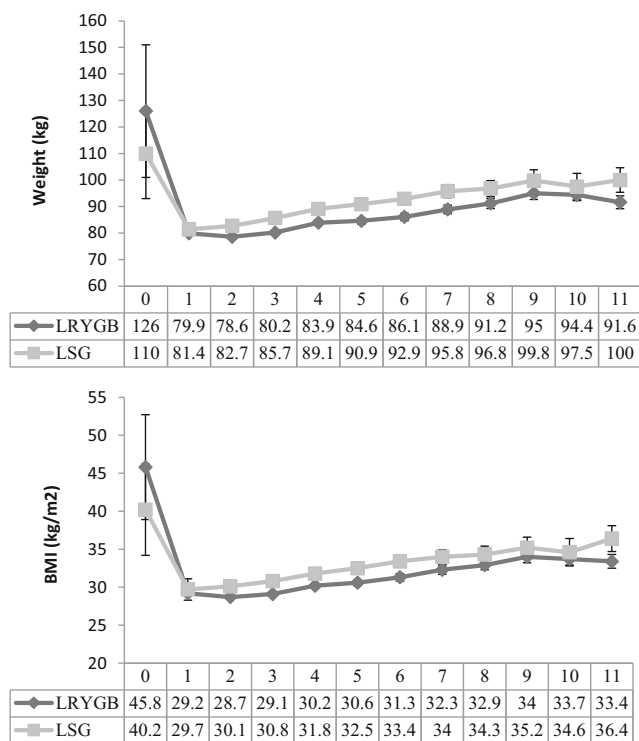 160
150
140
130
120
110
100
90
80
70
60
Weight (kg)
0 1 2 3 4 5 6 7 8 9 10 11
LRYGB 126 79.9 78.6 80.2 83.9 84.6 86.1 88.9 91.2 95 94.4 91.6
LSG 110 81.4 82.7 85.7 89.1 90.9 92.9 95.8 96.8 99.8 97.5 100
55
50
45
40
35
30
25
20
BMI (kg/m2)
0 1 2 3 4 5 6 7 8 9 10 11
LRYGB 45.8 29.2 28.7 29.1 30.2 30.6 31.3 32.3 32.9 34 33.7 33.4
LSG 40.2 29.7 30.1 30.8 31.8 32.5 33.4 34 34.3 35.2 34.6 36.4